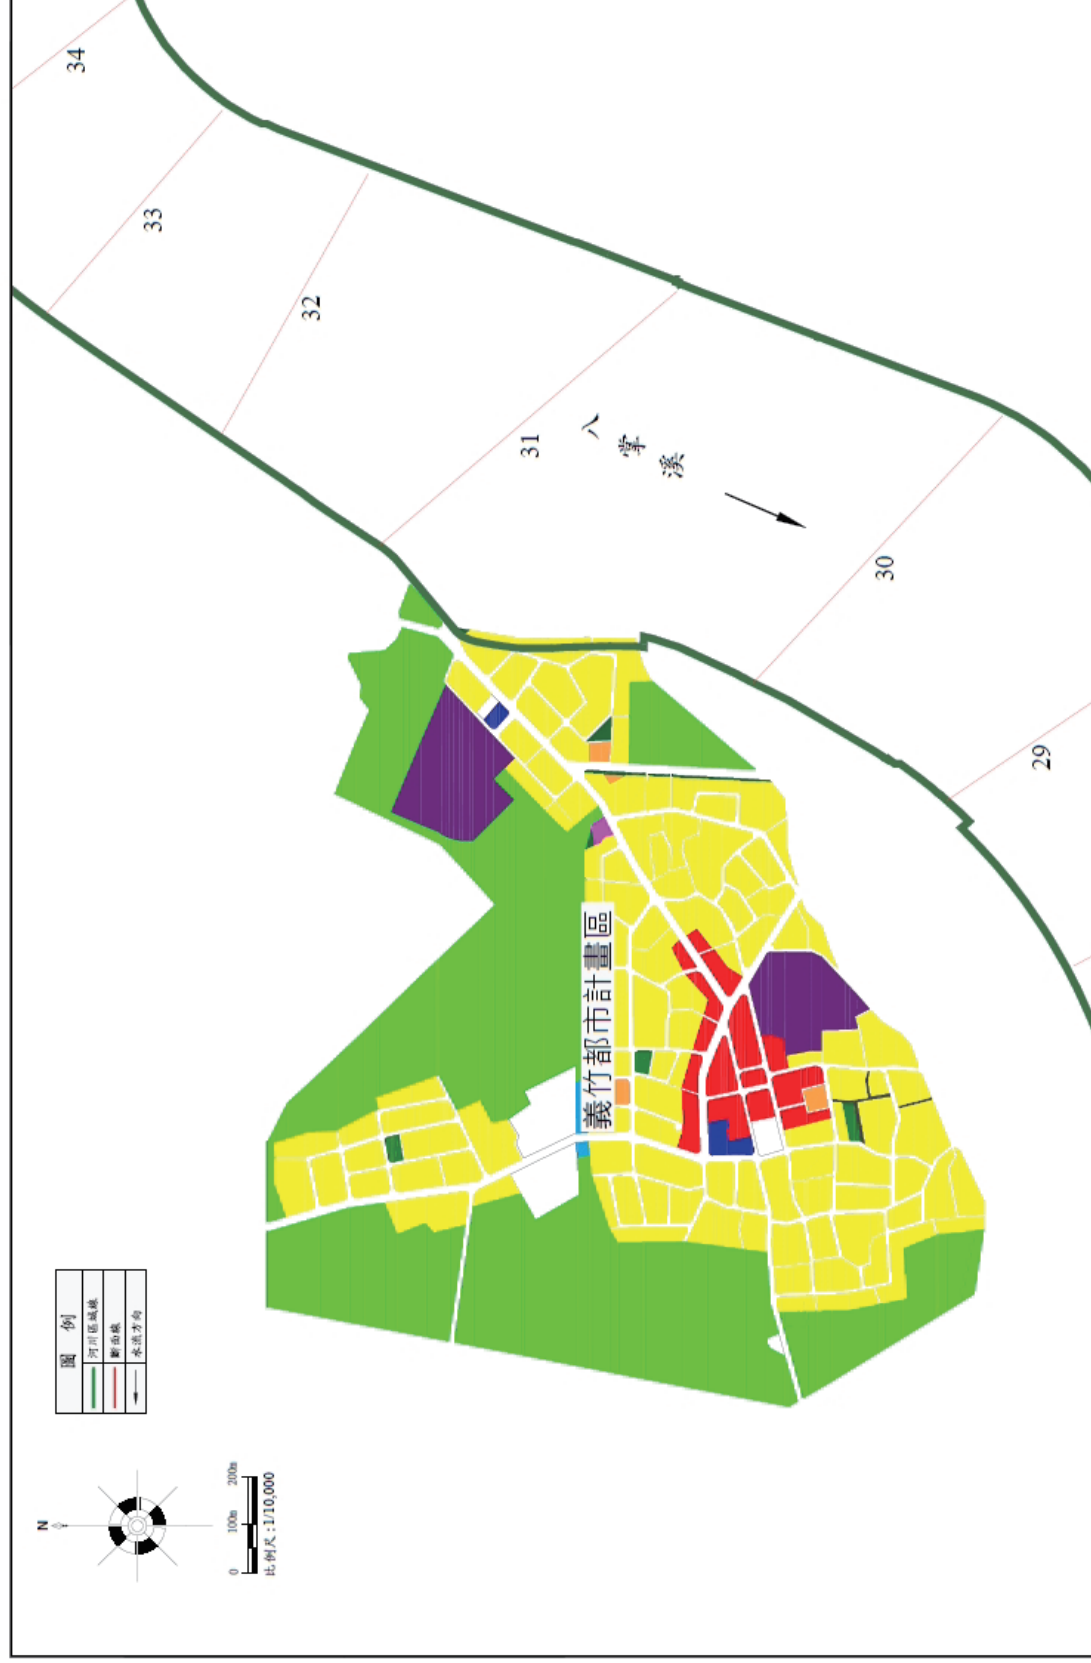 34
33
32
31
八掌溪
30
29
義竹都市計畫區
圖 例
河川區域線
斷面線
水流方向
N
0 100m 200m
比例尺:1/10,000